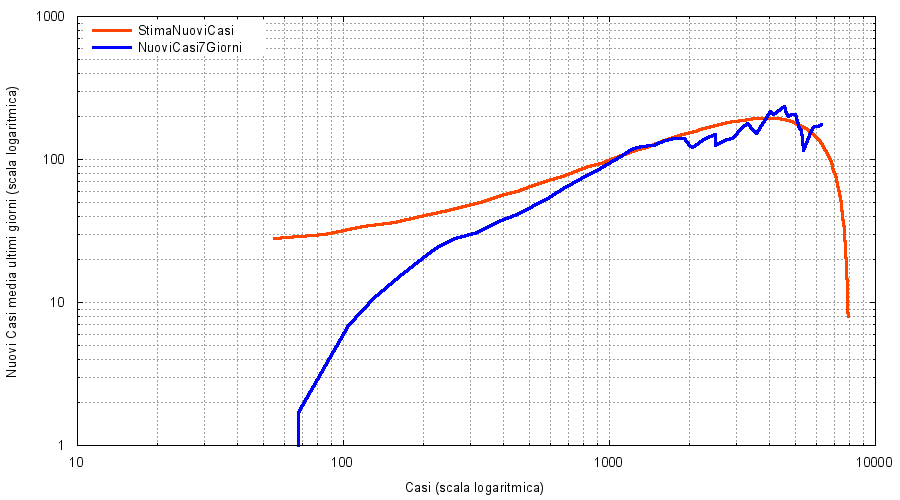 1000
StimaNuoviCasi
NuoviCasi7Giorni
100
10
1
10 100 1000 10000
Nuovi Casi media ultimi giorni (scala logaritmica)
Casi (scala logaritmica)